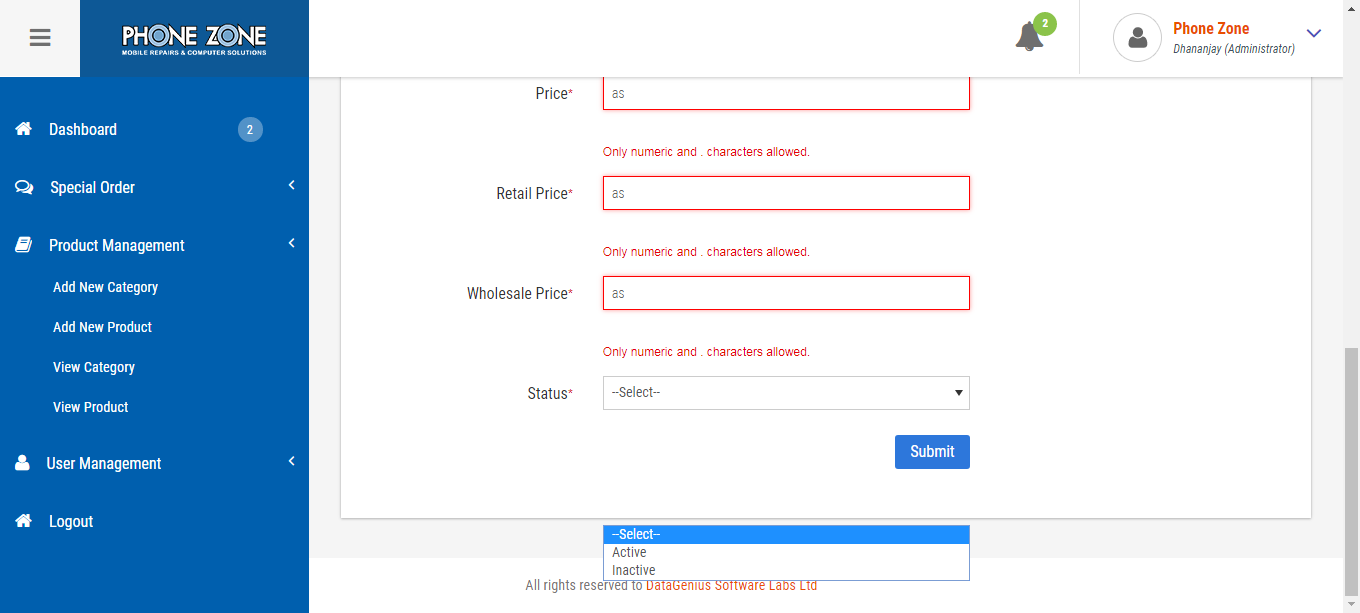 PHONE ZONE
MOBILE REPAIRS & COMPUTER SOLUTIONS
2
Phone Zone
Dhananjay (Administrator)
Dashboard
2
Special Order
Product Management
Add New Category
Add New Product
View Category
View Product
User Management
Logout
Price*
as
Only numeric and . characters allowed.
Retail Price*
as
Only numeric and . characters allowed.
Wholesale Price*
as
Only numeric and . characters allowed.
Status*
--Select--
Submit
--Select--
Active
Inactive
All rights reserved to DataGenius Software Labs Ltd